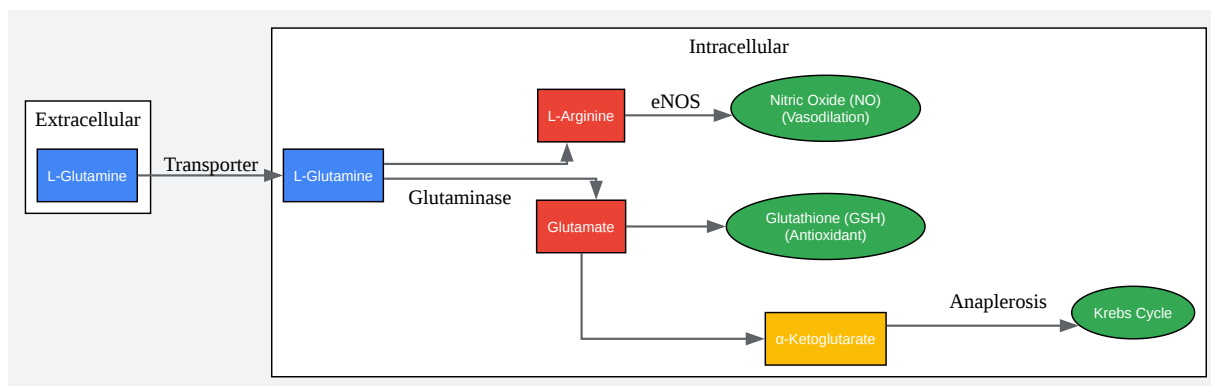 Intracellular
Extracellular
L-Glutamine
Transporter
L-Glutamine
L-Arginine
eNOS
Nitric Oxide (NO)
(Vasodilation)
Glutaminase
Glutamate
Glutathione (GSH)
(Antioxidant)
α-Ketoglutarate
Anaplerosis
Krebs Cycle